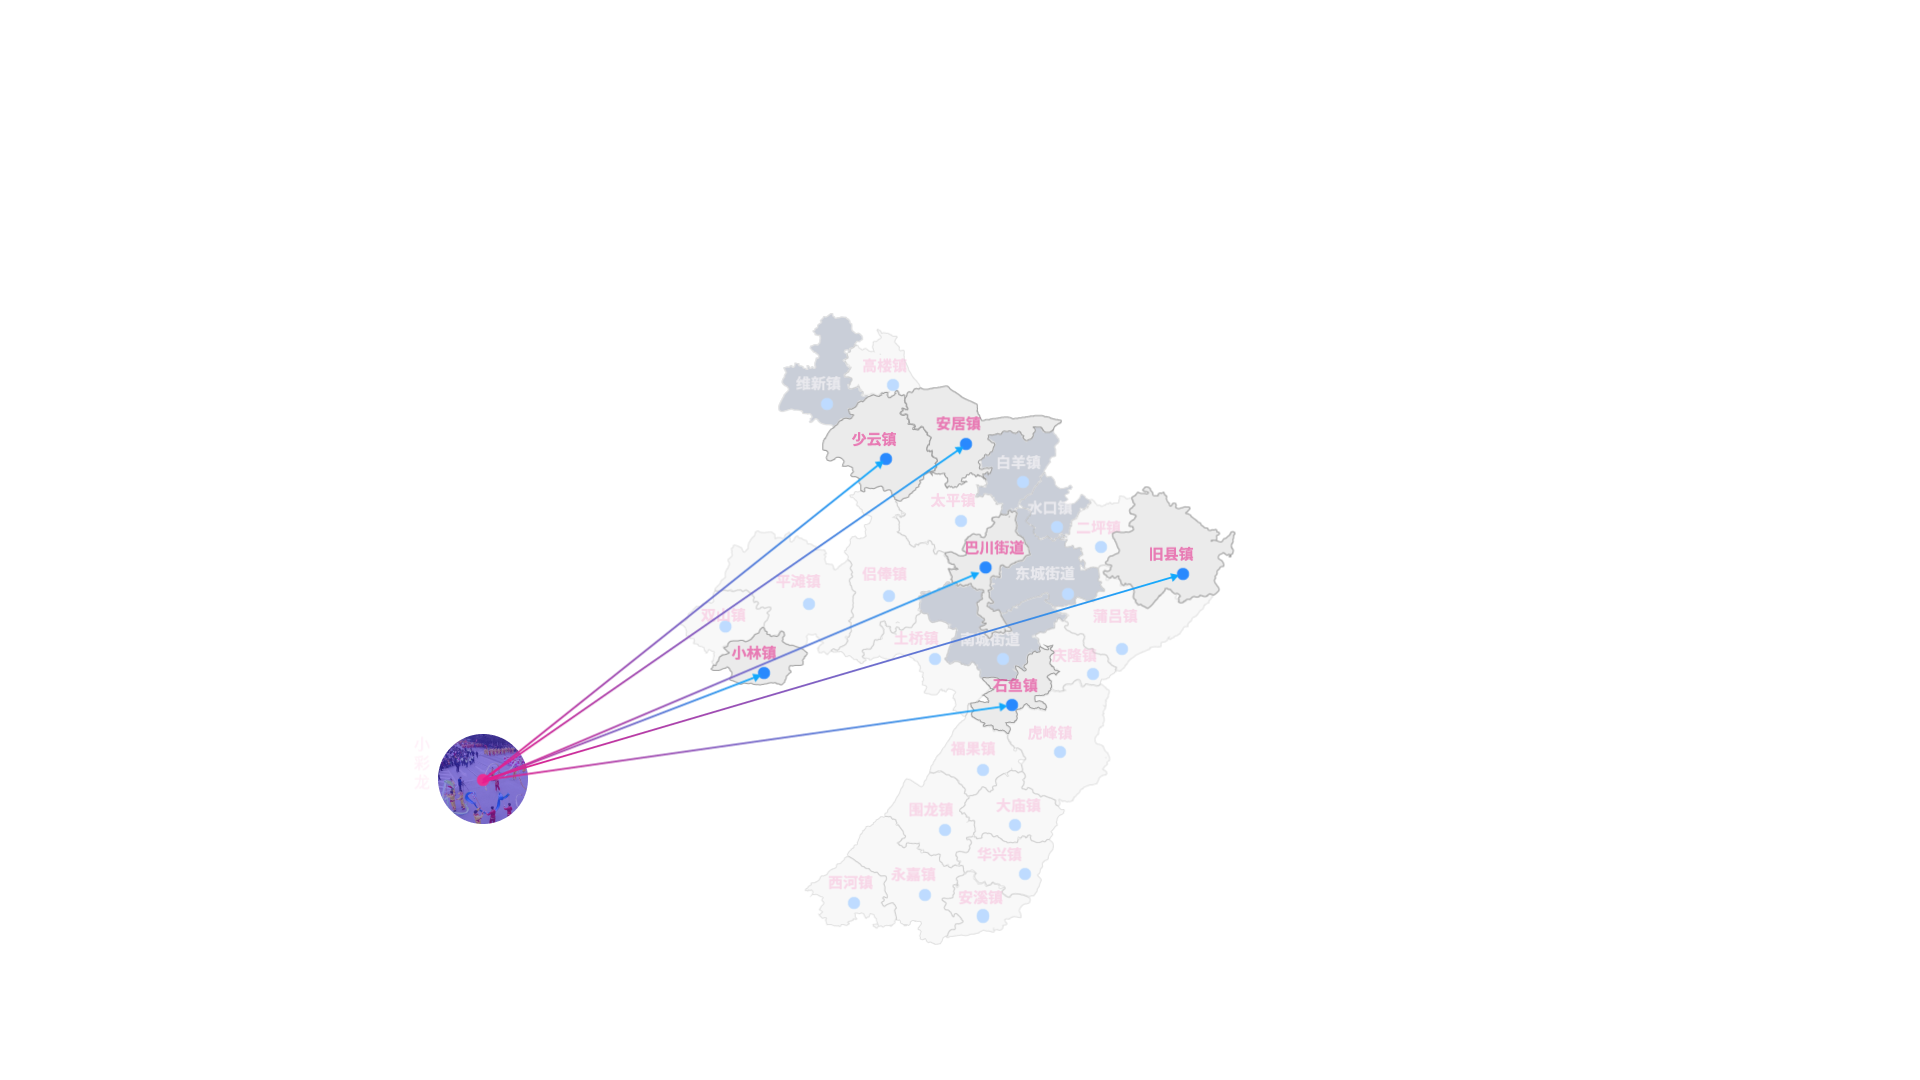 高楼镇
维新镇
安居镇
少云镇
白羊镇
太平镇
水口镇
二坪镇
巴川街道
旧县镇
侣俸镇
东城街道
平滩镇
双山镇
蒲吕镇
土桥镇
南城街道
小林镇
庆隆镇
石鱼镇
虎峰镇
福果镇
小
彩
龙
围龙镇
大庙镇
华兴镇
永嘉镇
西河镇
安溪镇